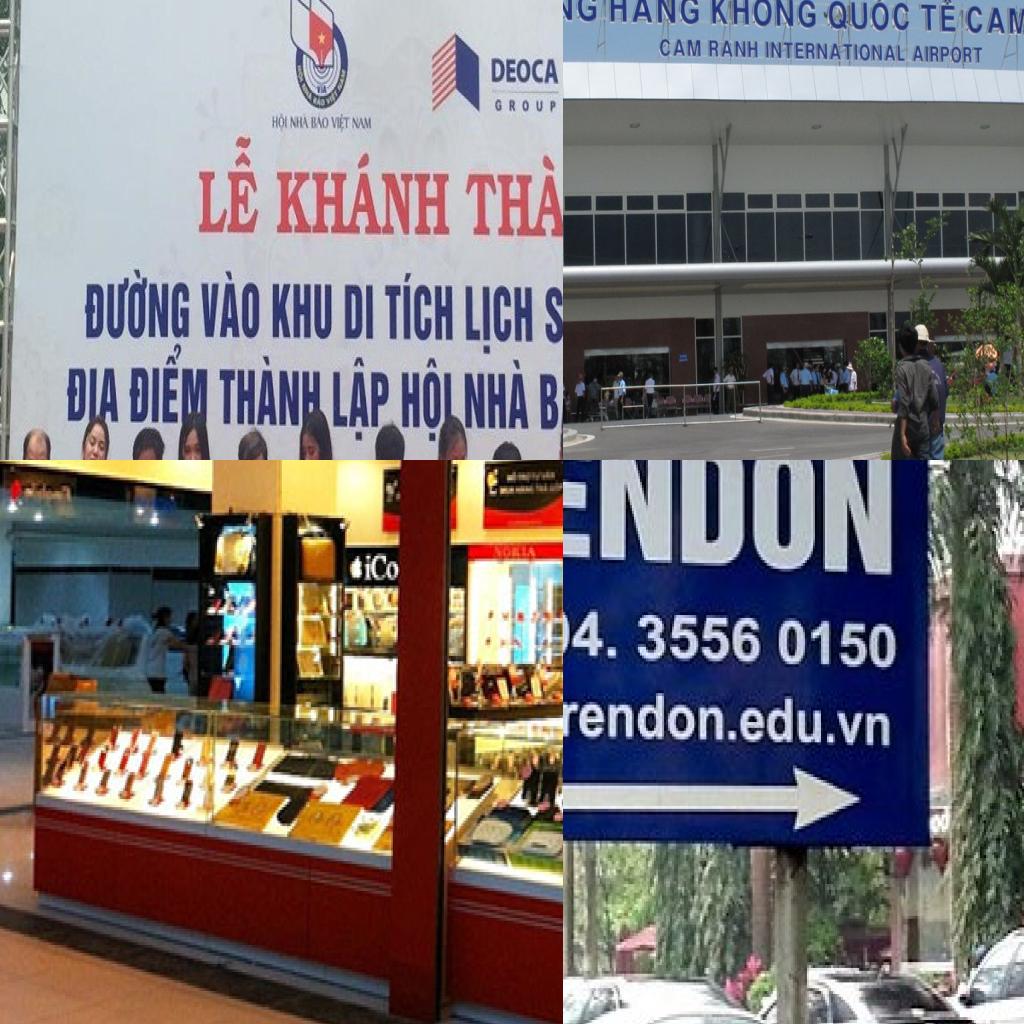 HỘI NHÀ BÁO VIỆT NAM
DEOCA
GROUP
LỄ KHÁNH THÀ
ĐƯỜNG VÀO KHU DI TÍCH LỊCH S
ĐỊA ĐIỂM THÀNH LẬP HỘI NHÀ B
NG HÀNG KHÔNG QUỐC TẾ CAM
CAM RANH INTERNATIONAL AIRPORT
iCo
NOKIA
ENDON
04. 3556 0150
rendon.edu.vn